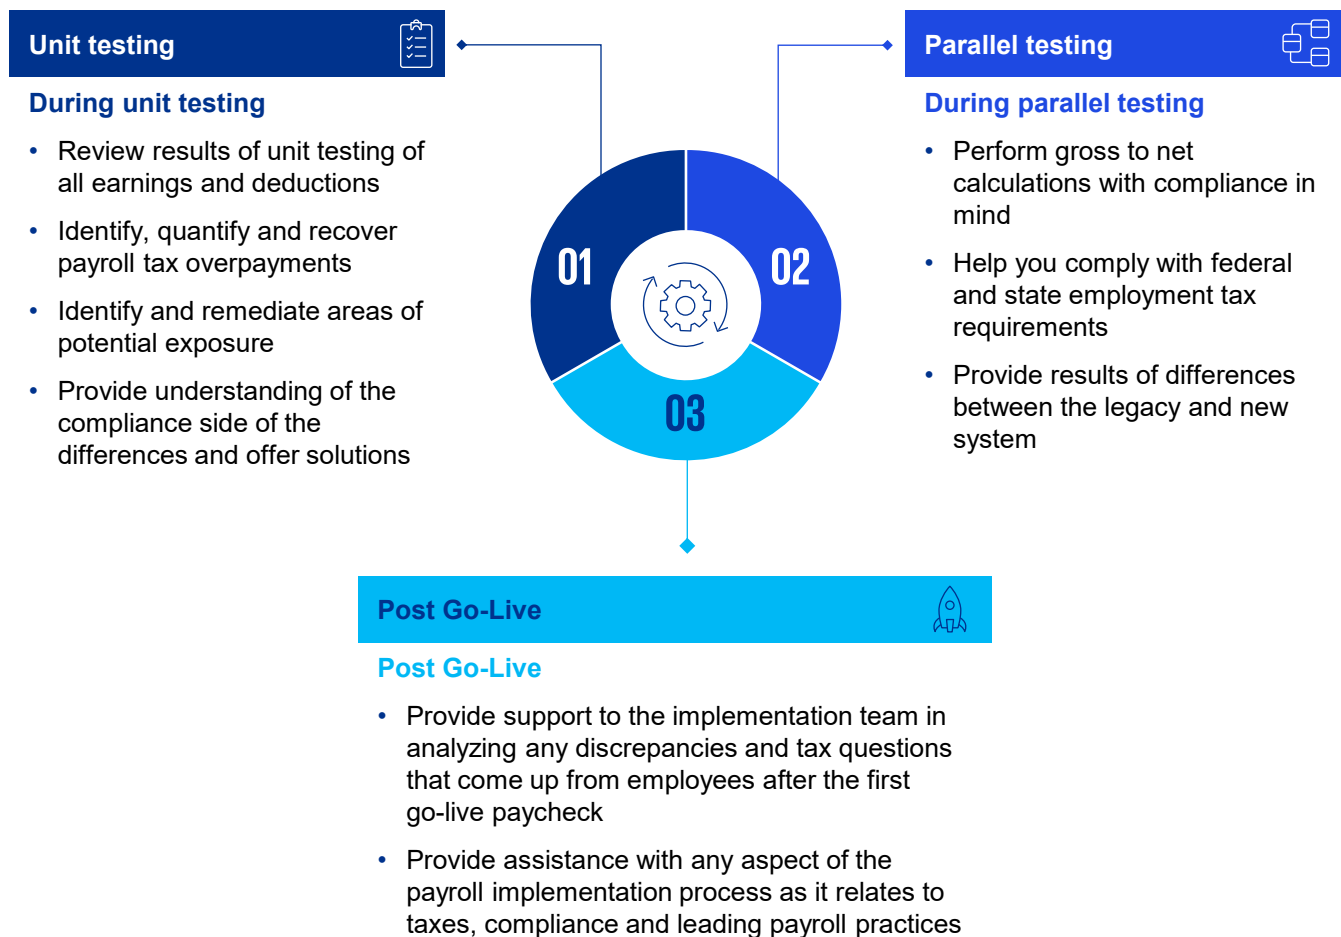 Unit testing
During unit testing
• Review results of unit testing of
all earnings and deductions
• Identify, quantify and recover
payroll tax overpayments
• Identify and remediate areas of
potential exposure
• Provide understanding of the
compliance side of the
differences and offer solutions
01
02
03
Parallel testing
During parallel testing
• Perform gross to net
calculations with compliance in
mind
• Help you comply with federal
and state employment tax
requirements
• Provide results of differences
between the legacy and new
system
Post Go-Live
Post Go-Live
• Provide support to the implementation team in
analyzing any discrepancies and tax questions
that come up from employees after the first
go-live paycheck
• Provide assistance with any aspect of the
payroll implementation process as it relates to
taxes, compliance and leading payroll practices